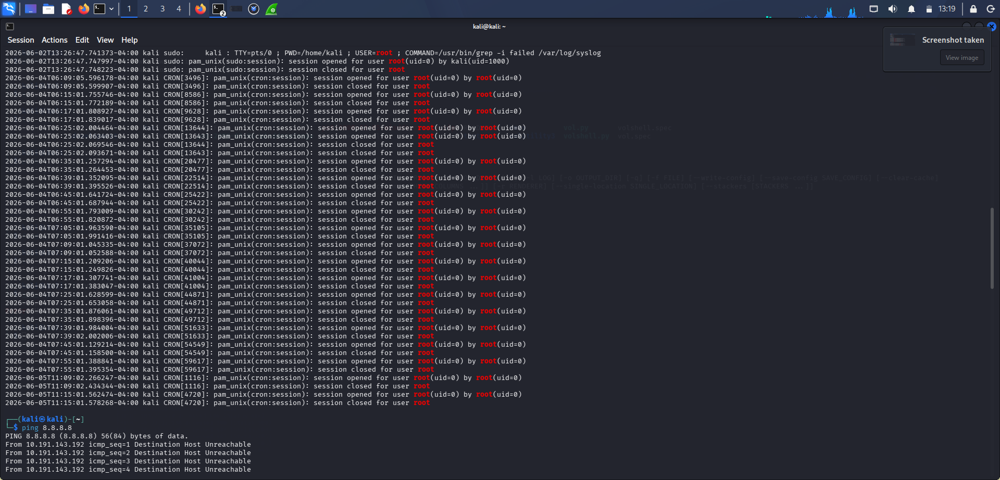 1 2 3 4 2 13:19
kali@kali: ~
Session Actions Edit View Help
Screenshot taken
View image
2026-06-02T13:26:47.741373-04:00 kali sudo:     kali : TTY=pts/0 ; PWD=/home/kali ; USER=root ; COMMAND=/usr/bin/grep -i failed /var/log/syslog
2026-06-02T13:26:47.747997-04:00 kali sudo: pam_unix(sudo:session): session opened for user root(uid=0) by kali(uid=1000)
2026-06-02T13:26:47.748223-04:00 kali sudo: pam_unix(sudo:session): session closed for user root
2026-06-04T06:09:05.596178-04:00 kali CRON[3496]: pam_unix(cron:session): session opened for user root(uid=0) by root(uid=0)
2026-06-04T06:09:05.599907-04:00 kali CRON[3496]: pam_unix(cron:session): session closed for user root
2026-06-04T06:15:01.755746-04:00 kali CRON[8586]: pam_unix(cron:session): session opened for user root(uid=0) by root(uid=0)
2026-06-04T06:15:01.772189-04:00 kali CRON[8586]: pam_unix(cron:session): session closed for user root
2026-06-04T06:17:01.808927-04:00 kali CRON[9628]: pam_unix(cron:session): session opened for user root(uid=0) by root(uid=0)
2026-06-04T06:17:01.839017-04:00 kali CRON[9628]: pam_unix(cron:session): session closed for user root
2026-06-04T06:25:02.004464-04:00 kali CRON[13644]: pam_unix(cron:session): session opened for user root(uid=0) by root(uid=0) vol.py volshell.spec
2026-06-04T06:25:02.063403-04:00 kali CRON[13643]: pam_unix(cron:session): session opened for user root(uid=0) by root(uid=0) volshell.py vol.spec
2026-06-04T06:25:02.069546-04:00 kali CRON[13644]: pam_unix(cron:session): session closed for user root
2026-06-04T06:25:02.093671-04:00 kali CRON[13643]: pam_unix(cron:session): session closed for user root
2026-06-04T06:35:01.257294-04:00 kali CRON[20477]: pam_unix(cron:session): session opened for user root(uid=0) by root(uid=0)
2026-06-04T06:35:01.264453-04:00 kali CRON[20477]: pam_unix(cron:session): session closed for user root
2026-06-04T06:39:01.352095-04:00 kali CRON[22514]: pam_unix(cron:session): session opened for user root(uid=0) by root(uid=0) LOG] [-o OUTPUT_DIR] [-q] [-f FILE] [--write-config] [--save-config SAVE_CONFIG] [--clear-cache]
2026-06-04T06:39:01.395526-04:00 kali CRON[22514]: pam_unix(cron:session): session closed for user root [-r RENDERER] [--single-location SINGLE_LOCATION] [--stackers [STACKERS ...]]
2026-06-04T06:45:01.641724-04:00 kali CRON[25422]: pam_unix(cron:session): session opened for user root(uid=0) by root(uid=0)
2026-06-04T06:45:01.687944-04:00 kali CRON[25422]: pam_unix(cron:session): session closed for user root
2026-06-04T06:55:01.793009-04:00 kali CRON[30242]: pam_unix(cron:session): session opened for user root(uid=0) by root(uid=0)
2026-06-04T06:55:01.820872-04:00 kali CRON[30242]: pam_unix(cron:session): session closed for user root
2026-06-04T07:05:01.963590-04:00 kali CRON[35105]: pam_unix(cron:session): session opened for user root(uid=0) by root(uid=0)
2026-06-04T07:05:01.991416-04:00 kali CRON[35105]: pam_unix(cron:session): session closed for user root
2026-06-04T07:09:01.045335-04:00 kali CRON[37072]: pam_unix(cron:session): session opened for user root(uid=0) by root(uid=0)
2026-06-04T07:09:01.052588-04:00 kali CRON[37072]: pam_unix(cron:session): session closed for user root
2026-06-04T07:15:01.209206-04:00 kali CRON[40044]: pam_unix(cron:session): session opened for user root(uid=0) by root(uid=0)
2026-06-04T07:15:01.249826-04:00 kali CRON[40044]: pam_unix(cron:session): session closed for user root
2026-06-04T07:17:01.307741-04:00 kali CRON[41004]: pam_unix(cron:session): session opened for user root(uid=0) by root(uid=0)
2026-06-04T07:17:01.383047-04:00 kali CRON[41004]: pam_unix(cron:session): session closed for user root
2026-06-04T07:25:01.628599-04:00 kali CRON[44871]: pam_unix(cron:session): session opened for user root(uid=0) by root(uid=0)
2026-06-04T07:25:01.653058-04:00 kali CRON[44871]: pam_unix(cron:session): session closed for user root
2026-06-04T07:35:01.876061-04:00 kali CRON[49712]: pam_unix(cron:session): session opened for user root(uid=0) by root(uid=0)
2026-06-04T07:35:01.898396-04:00 kali CRON[49712]: pam_unix(cron:session): session closed for user root
2026-06-04T07:39:01.984004-04:00 kali CRON[51633]: pam_unix(cron:session): session opened for user root(uid=0) by root(uid=0)
2026-06-04T07:39:02.002006-04:00 kali CRON[51633]: pam_unix(cron:session): session closed for user root
2026-06-04T07:45:01.129214-04:00 kali CRON[54549]: pam_unix(cron:session): session opened for user root(uid=0) by root(uid=0)
2026-06-04T07:45:01.158500-04:00 kali CRON[54549]: pam_unix(cron:session): session closed for user root
2026-06-04T07:55:01.388841-04:00 kali CRON[59617]: pam_unix(cron:session): session opened for user root(uid=0) by root(uid=0)
2026-06-04T07:55:01.395354-04:00 kali CRON[59617]: pam_unix(cron:session): session closed for user root
2026-06-05T11:09:02.266247-04:00 kali CRON[1116]: pam_unix(cron:session): session opened for user root(uid=0) by root(uid=0)
2026-06-05T11:09:02.434344-04:00 kali CRON[1116]: pam_unix(cron:session): session closed for user root
2026-06-05T11:15:01.562474-04:00 kali CRON[4720]: pam_unix(cron:session): session opened for user root(uid=0) by root(uid=0)
2026-06-05T11:15:01.578268-04:00 kali CRON[4720]: pam_unix(cron:session): session closed for user root
┌──(kali㉿kali)-[~]
└─$ ping 8.8.8.8
PING 8.8.8.8 (8.8.8.8) 56(84) bytes of data.
From 10.191.143.192 icmp_seq=1 Destination Host Unreachable
From 10.191.143.192 icmp_seq=2 Destination Host Unreachable
From 10.191.143.192 icmp_seq=3 Destination Host Unreachable
From 10.191.143.192 icmp_seq=4 Destination Host Unreachable